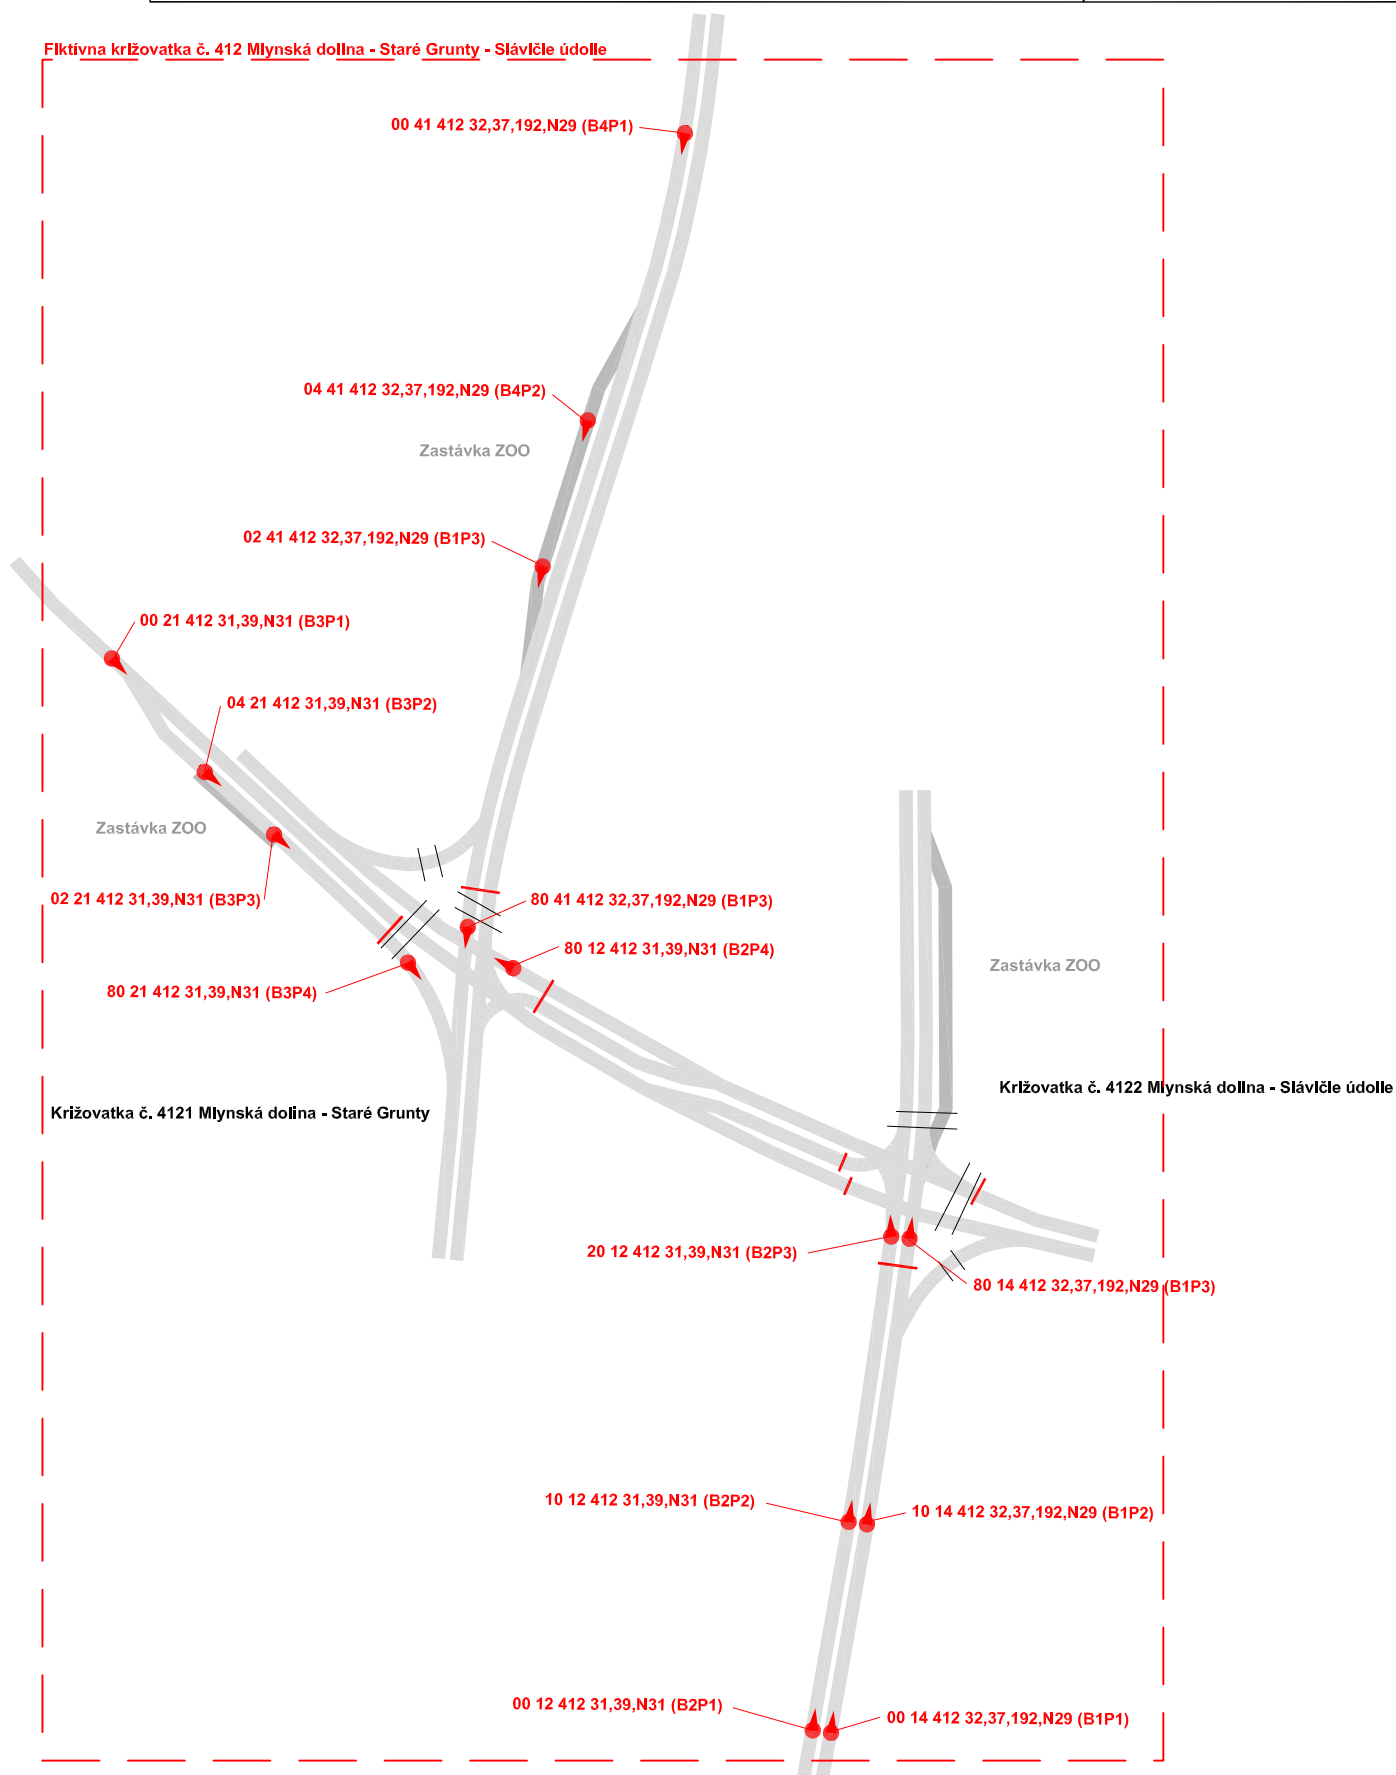 Fiktívna križovatka č. 412 Mlynská dolina - Staré Grunty - Slávičie údolie
00 41 412 32,37,192,N29 (B4P1)
04 41 412 32,37,192,N29 (B4P2)
Zastávka ZOO
02 41 412 32,37,192,N29 (B1P3)
00 21 412 31,39,N31 (B3P1)
04 21 412 31,39,N31 (B3P2)
Zastávka ZOO
02 21 412 31,39,N31 (B3P3)
80 41 412 32,37,192,N29 (B1P3)
80 12 412 31,39,N31 (B2P4)
Zastávka ZOO
80 21 412 31,39,N31 (B3P4)
Križovatka č. 4122 Mlynská dolina - Slávičie údolie
Križovatka č. 4121 Mlynská dolina - Staré Grunty
20 12 412 31,39,N31 (B2P3)
80 14 412 32,37,192,N29 (B1P3)
10 12 412 31,39,N31 (B2P2)
10 14 412 32,37,192,N29 (B1P2)
00 12 412 31,39,N31 (B2P1)
00 14 412 32,37,192,N29 (B1P1)